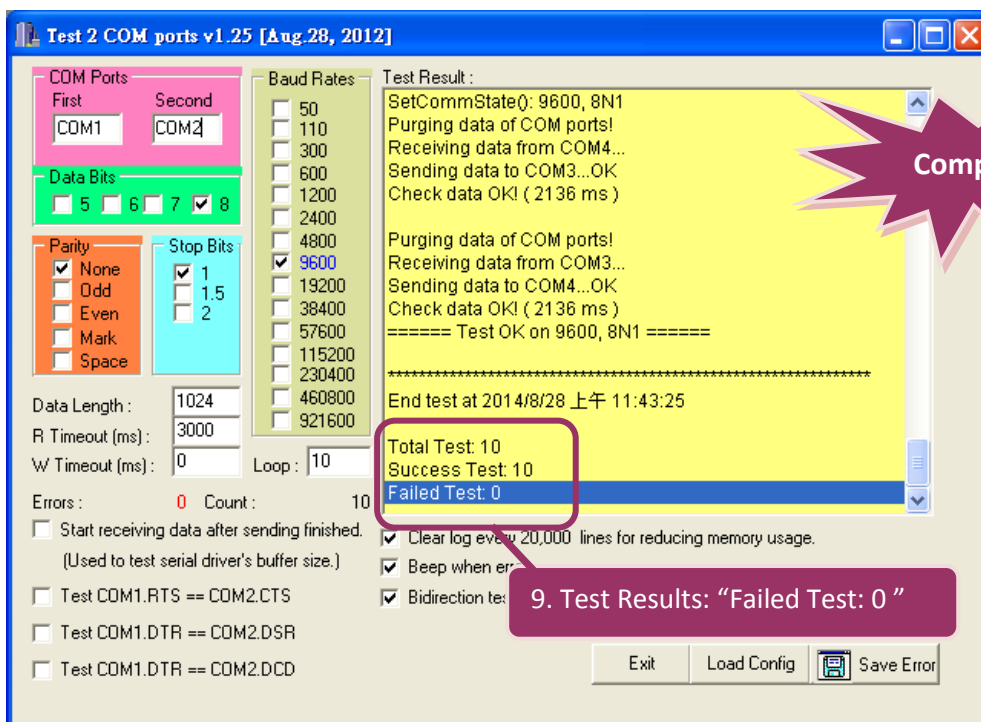 Test 2 COM ports v1.25 [Aug.28, 2012]
COM Ports
First Second
COM1 COM2
Data Bits
5 6 7 8
Parity
None
Odd
Even
Mark
Space
Stop Bits
1
1.5
2
Baud Rates
50
110
300
600
1200
2400
4800
9600
19200
38400
57600
115200
230400
460800
921600
Data Length : 1024
R Timeout (ms) : 3000
W Timeout (ms) : 0
Loop : 10
Errors : 0 Count : 10
Start receiving data after sending finished.
(Used to test serial driver's buffer size.)
Test COM1.RTS == COM2.CTS
Test COM1.DTR == COM2.DSR
Test COM1.DTR == COM2.DCD
Test Result :
SetCommState(): 9600, 8N1
Purging data of COM ports!
Receiving data from COM4...
Sending data to COM3...OK
Check data OK! ( 2136 ms )
Purging data of COM ports!
Receiving data from COM3...
Sending data to COM4...OK
Check data OK! ( 2136 ms )
====== Test OK on 9600, 8N1 ======
*******************************************************************
End test at 2014/8/28 上午 11:43:25
Total Test: 10
Success Test: 10
Failed Test: 0
Clear log every 20,000 lines for reducing memory usage.
Beep when
Bidirection
9. Test Results: “Failed Test: 0 ”
Exit Load Config Save Error